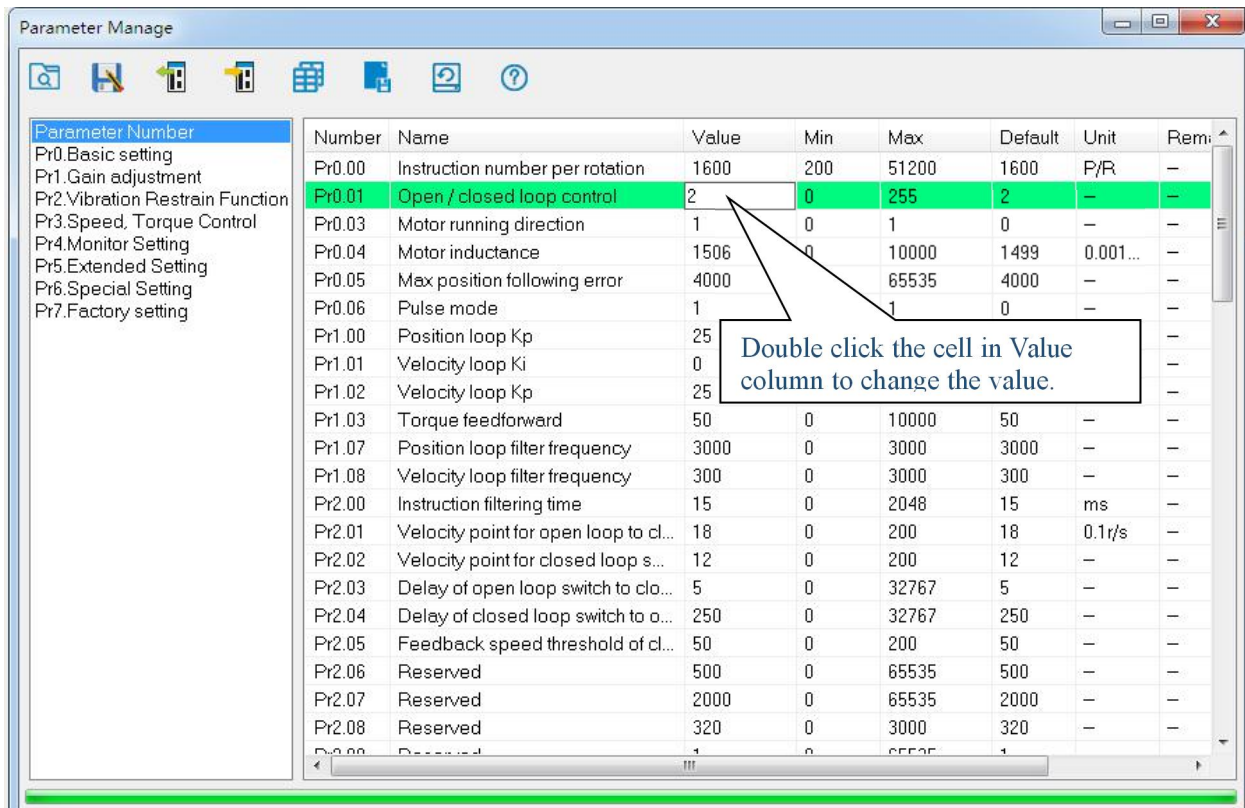 Parameter Manage
Parameter Number
Pr0.Basic setting
Pr1.Gain adjustment
Pr2.Vibration Restrain Function
Pr3.Speed, Torque Control
Pr4.Monitor Setting
Pr5.Extended Setting
Pr6.Special Setting
Pr7.Factory setting
Number Name Value Min Max Default Unit Rema
Pr0.00 Instruction number per rotation 1600 200 51200 1600 P/R –
Pr0.01 Open / closed loop control 2 0 255 2 – –
Pr0.03 Motor running direction 1 0 1 0 – –
Pr0.04 Motor inductance 1506 0 10000 1499 0.001... –
Pr0.05 Max position following error 4000 65535 4000 – –
Pr0.06 Pulse mode 1 1 0 – –
Pr1.00 Position loop Kp 25 –
Pr1.01 Velocity loop Ki 0 –
Pr1.02 Velocity loop Kp 25 –
Double click the cell in Value
column to change the value.
Pr1.03 Torque feedforward 50 0 10000 50 – –
Pr1.07 Position loop filter frequency 3000 0 3000 3000 – –
Pr1.08 Velocity loop filter frequency 300 0 3000 300 – –
Pr2.00 Instruction filtering time 15 0 2048 15 ms –
Pr2.01 Velocity point for open loop to cl... 18 0 200 18 0.1r/s –
Pr2.02 Velocity point for closed loop s... 12 0 200 12 – –
Pr2.03 Delay of open loop switch to clo... 5 0 32767 5 – –
Pr2.04 Delay of closed loop switch to o... 250 0 32767 250 – –
Pr2.05 Feedback speed threshold of cl... 50 0 200 50 – –
Pr2.06 Reserved 500 0 65535 500 – –
Pr2.07 Reserved 2000 0 65535 2000 – –
Pr2.08 Reserved 320 0 3000 320 – –